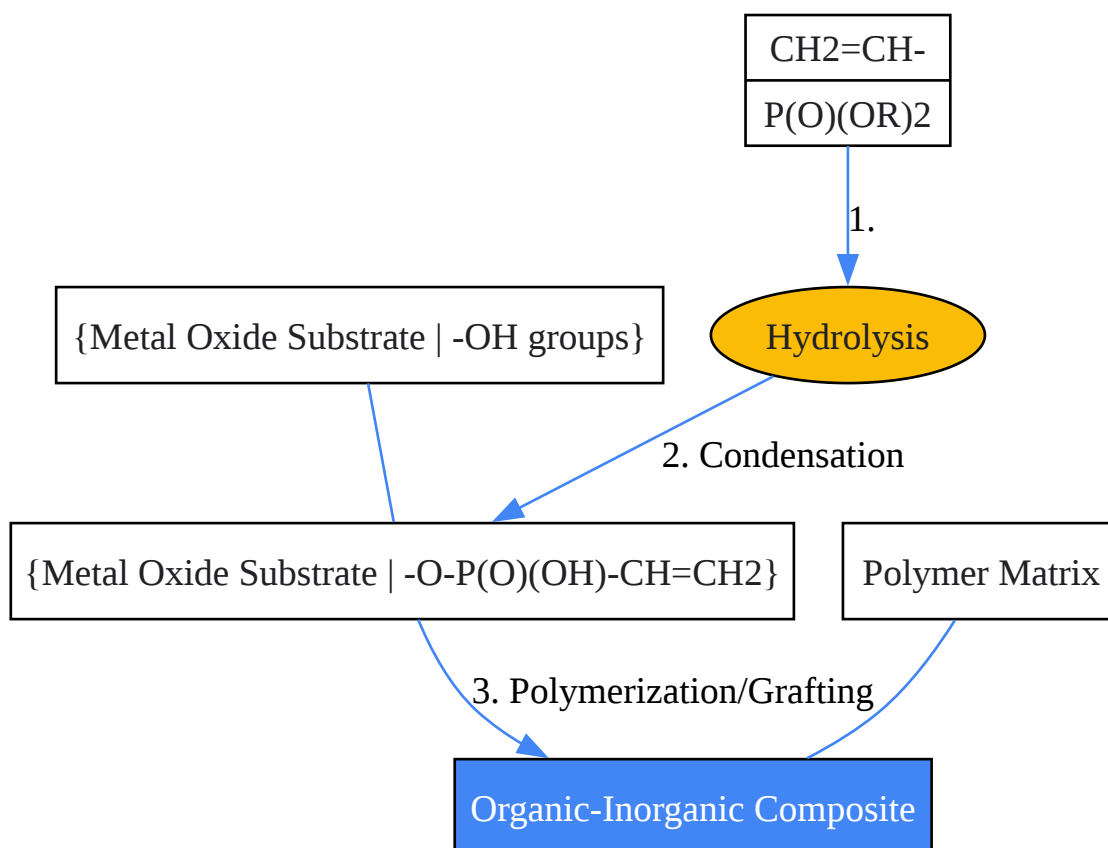 CH2=CH-
P(O)(OR)2
1.
{Metal Oxide Substrate | -OH groups}
Hydrolysis
2. Condensation
{Metal Oxide Substrate | -O-P(O)(OH)-CH=CH2}
Polymer Matrix
3. Polymerization/Grafting
Organic-Inorganic Composite